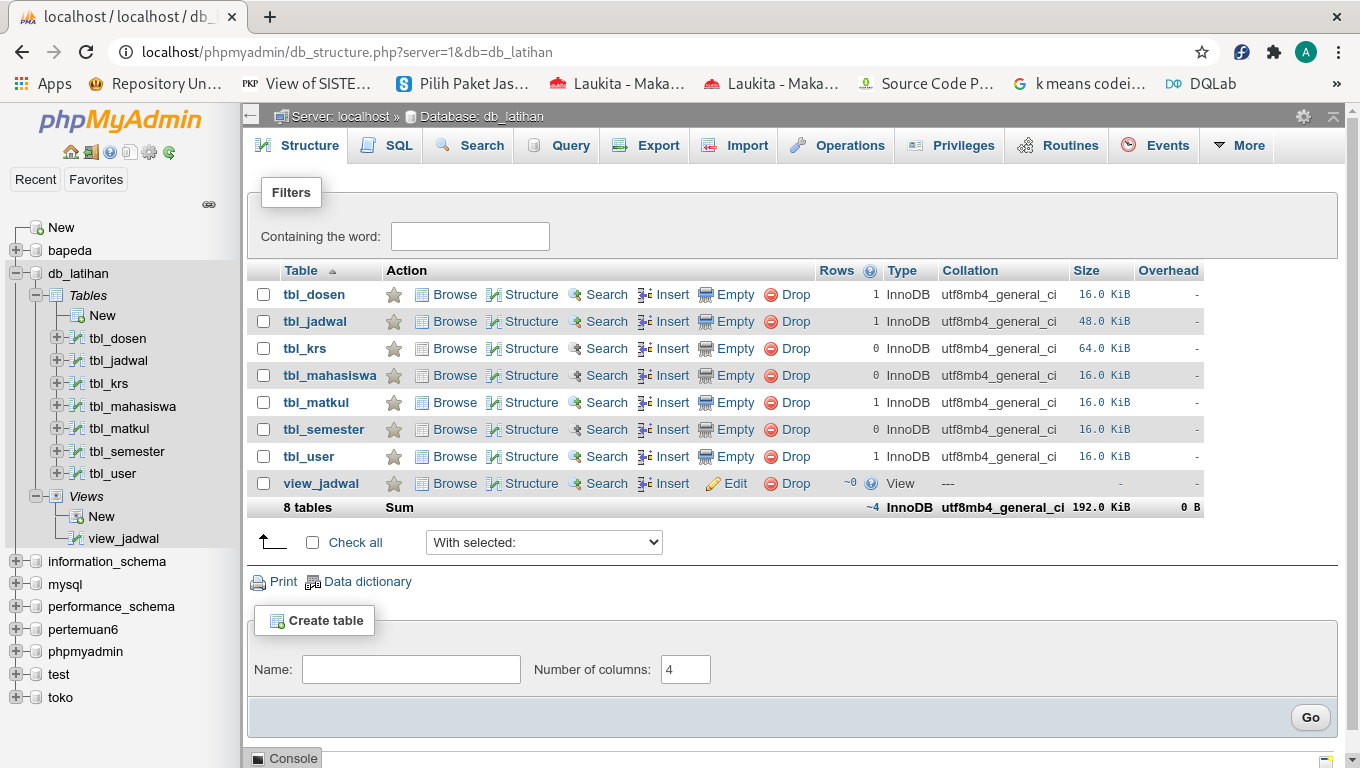 localhost / localhost / db_l
localhost/phpmyadmin/db_structure.php?server=1&db=db_latihan
A
Apps Repository Un… PKP View of SISTE… S Pilih Paket Jas… Laukita - Maka… Laukita - Maka… Source Code P… G k means codei… D⊕ DQLab »
phpMyAdmin
Recent Favorites
New
bapeda
db_latihan
Tables
New
tbl_dosen
tbl_jadwal
tbl_krs
tbl_mahasiswa
tbl_matkul
tbl_semester
tbl_user
Views
New
view_jadwal
information_schema
mysql
performance_schema
pertemuan6
phpmyadmin
test
toko
Server: localhost » Database: db_latihan
Structure SQL Search Query Export Import Operations Privileges Routines Events More
Filters
Containing the word:
Table Action Rows Type Collation Size Overhead
tbl_dosen Browse Structure Search Insert Empty Drop 1 InnoDB utf8mb4_general_ci 16.0 KiB -
tbl_jadwal Browse Structure Search Insert Empty Drop 1 InnoDB utf8mb4_general_ci 48.0 KiB -
tbl_krs Browse Structure Search Insert Empty Drop 0 InnoDB utf8mb4_general_ci 64.0 KiB -
tbl_mahasiswa Browse Structure Search Insert Empty Drop 0 InnoDB utf8mb4_general_ci 16.0 KiB -
tbl_matkul Browse Structure Search Insert Empty Drop 1 InnoDB utf8mb4_general_ci 16.0 KiB -
tbl_semester Browse Structure Search Insert Empty Drop 0 InnoDB utf8mb4_general_ci 16.0 KiB -
tbl_user Browse Structure Search Insert Empty Drop 1 InnoDB utf8mb4_general_ci 16.0 KiB -
view_jadwal Browse Structure Search Insert Edit Drop ~0 View --- - -
8 tables Sum ~4 InnoDB utf8mb4_general_ci 192.0 KiB 0 B
Check all With selected:
Print Data dictionary
Create table
Name: Number of columns: 4
Go
Console